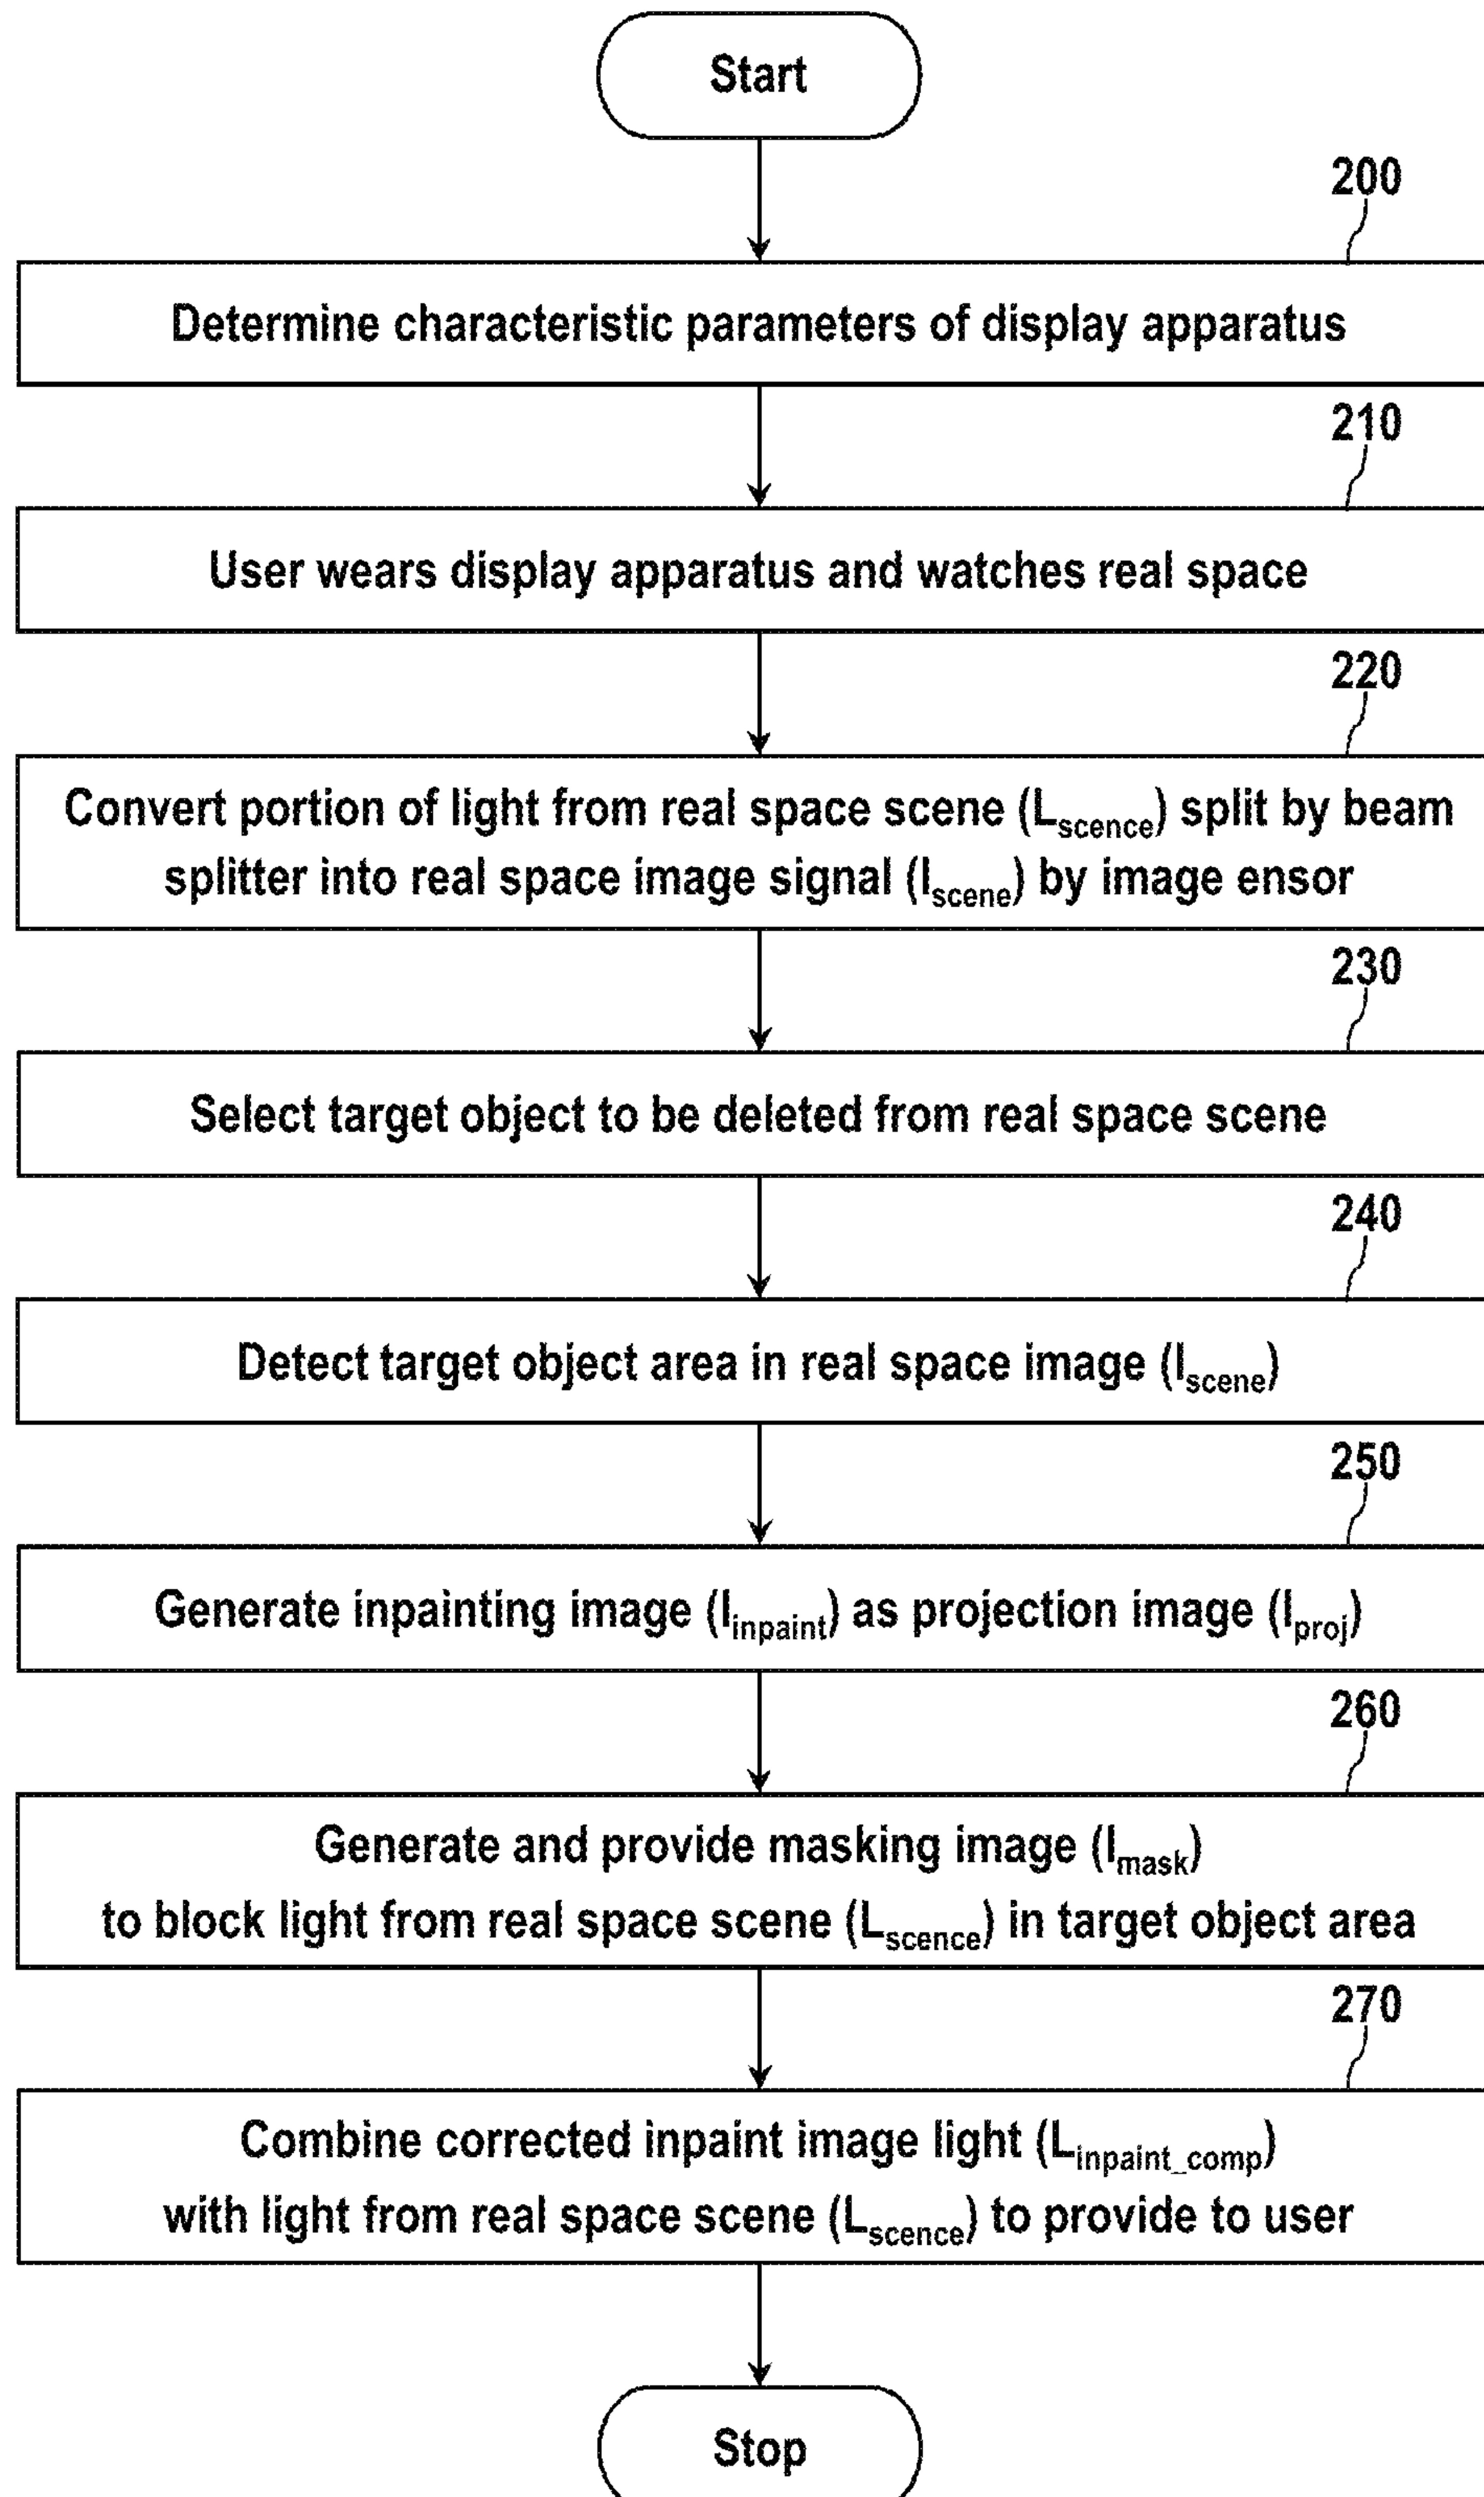 Start
200
Determine characteristic parameters of display apparatus
210
User wears display apparatus and watches real space
220
Convert portion of light from real space scene (Lscence) split by beam
splitter into real space image signal (Iscene) by image ensor
230
Select target object to be deleted from real space scene
240
Detect target object area in real space image (Iscene)
250
Generate inpainting image (Iinpaint) as projection image (Iproj)
260
Generate and provide masking image (Imask)
to block light from real space scene (Lscence) in target object area
270
Combine corrected inpaint image light (Linpaint_comp)
with light from real space scene (Lscence) to provide to user
Stop